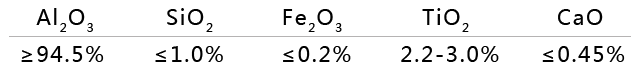 Al₂O₃ SiO₂ Fe₂O₃ TiO₂ CaO
≥94.5% ≤1.0% ≤0.2% 2.2-3.0% ≤0.45%